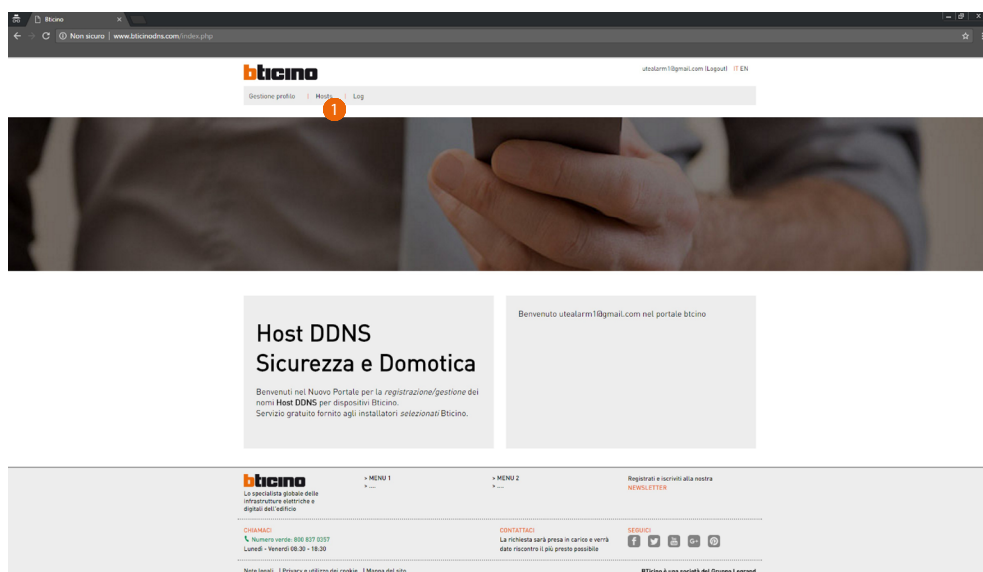 Bticino
Non sicuro | www.bticinodns.com/index.php
bticino
utealarm1@gmail.com (Logout) IT EN
Gestione profilo | Hosts | Log
1
Host DDNS
Sicurezza e Domotica
Benvenuti nel Nuovo Portale per la registrazione/gestione dei
nomi Host DDNS per dispositivi Bticino.
Servizio gratuito fornito agli installatori selezionati Bticino.
Benvenuto utealarm1@gmail.com nel portale btcino
bticino
Lo specialista globale delle
infrastrutture elettriche e
digitali dell'edificio
> MENU 1
> ....
> MENU 2
> ....
Registrati e iscriviti alla nostra
NEWSLETTER
CHIAMACI
Numero verde: 800 837 0357
Lunedì - Venerdì 08:30 - 18:30
CONTATTACI
La richiesta sarà presa in carico e verrà
dato riscontro il più presto possibile
SEGUICI
Note legali | Privacy e utilizzo dei cookie | Mappa del sito
BTicino è una società del Gruppo Legrand